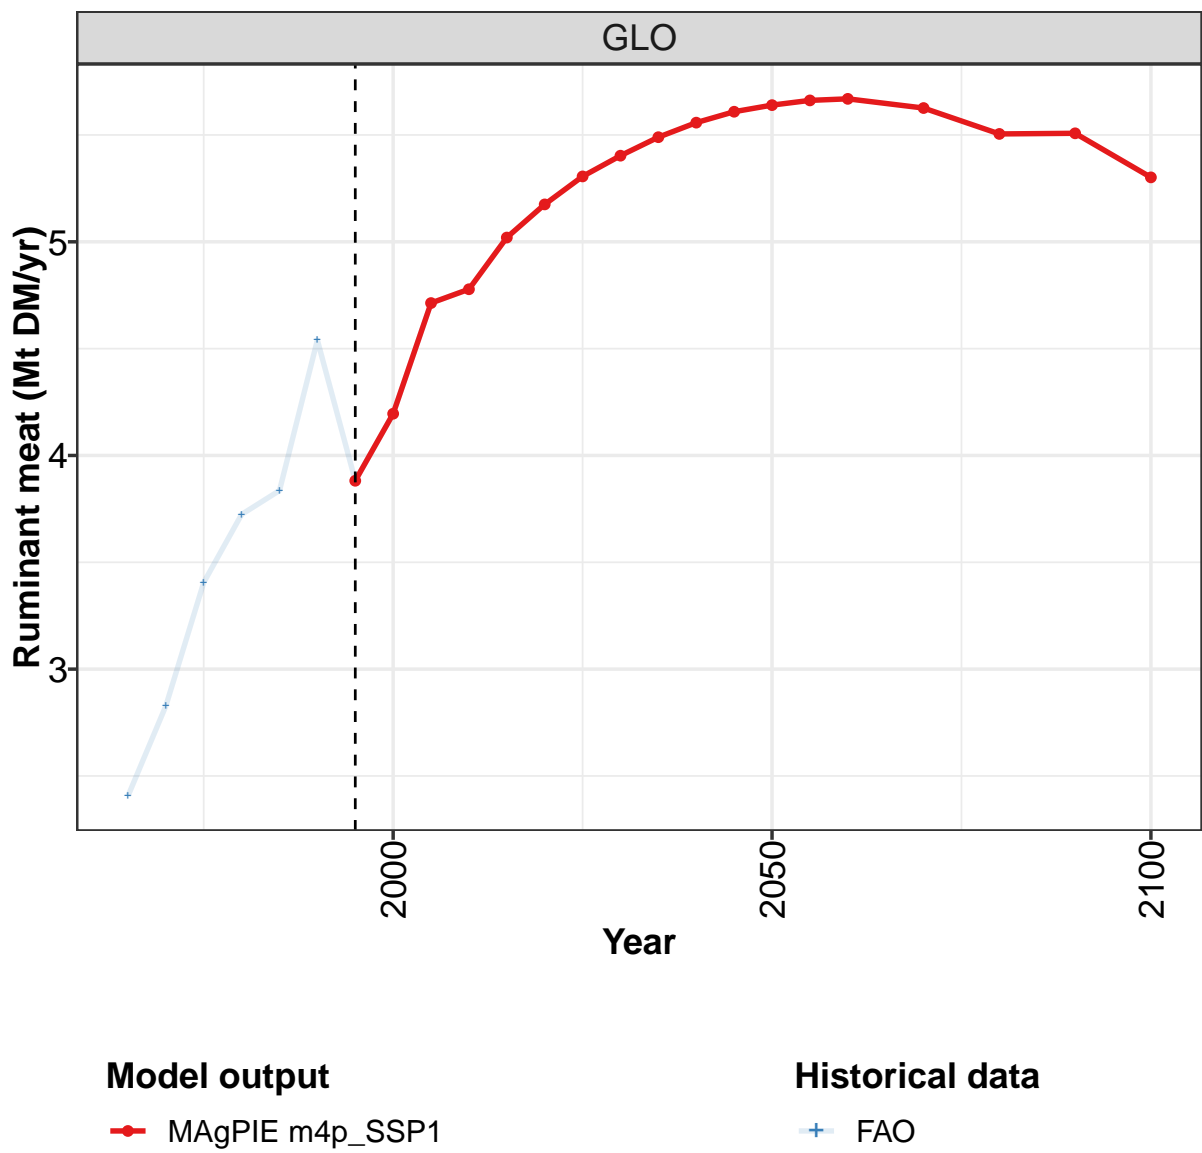 GLO
Ruminant meat (Mt DM/yr)
5
4
3
2000
2050
2100
Year
Model output
MAgPIE m4p_SSP1
Historical data
FAO